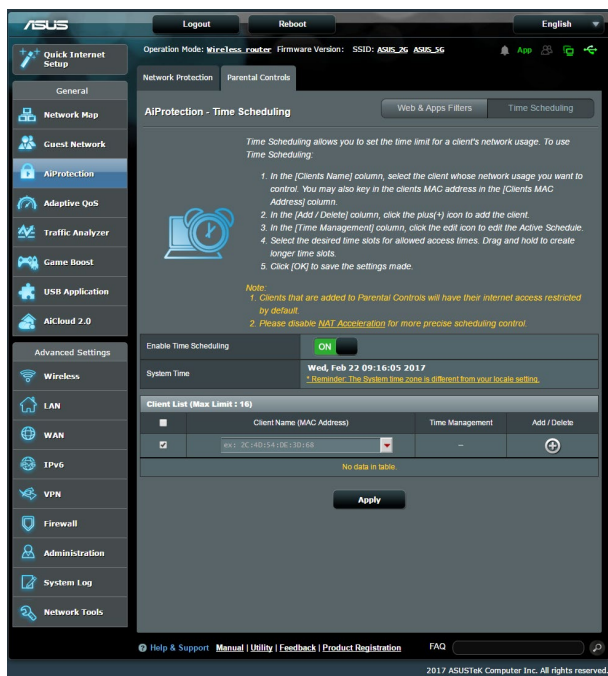 ASUS
Logout
Reboot
English
Quick Internet
Setup
General
Network Map
Guest Network
AiProtection
Adaptive QoS
Traffic Analyzer
Game Boost
USB Application
AiCloud 2.0
Advanced Settings
Wireless
LAN
WAN
IPv6
VPN
Firewall
Administration
System Log
Network Tools
Operation Mode: Wireless router Firmware Version: SSID: ASUS_2G ASUS_5G
App
Network Protection
Parental Controls
AiProtection - Time Scheduling
Web & Apps Filters
Time Scheduling
Time Scheduling allows you to set the time limit for a client's network usage. To use
Time Scheduling:
1. In the [Clients Name] column, select the client whose network usage you want to
control. You may also key in the clients MAC address in the [Clients MAC
Address] column.
2. In the [Add / Delete] column, click the plus(+) icon to add the client.
3. In the [Time Management] column, click the edit icon to edit the Active Schedule.
4. Select the desired time slots for allowed access times. Drag and hold to create
longer time slots.
5. Click [OK] to save the settings made.
Note:
1. Clients that are added to Parental Controls will have their internet access restricted
by default.
2. Please disable NAT Acceleration for more precise scheduling control.
Enable Time Scheduling
ON
System Time
Wed, Feb 22 09:16:05 2017
* Reminder: The System time zone is different from your locale setting.
Client List (Max Limit : 16)
Client Name (MAC Address)
Time Management
Add / Delete
ex: 2C:4D:54:DE:3D:68
–
No data in table.
Apply
Help & Support Manual | Utility | Feedback | Product Registration
FAQ
2017 ASUSTeK Computer Inc. All rights reserved.